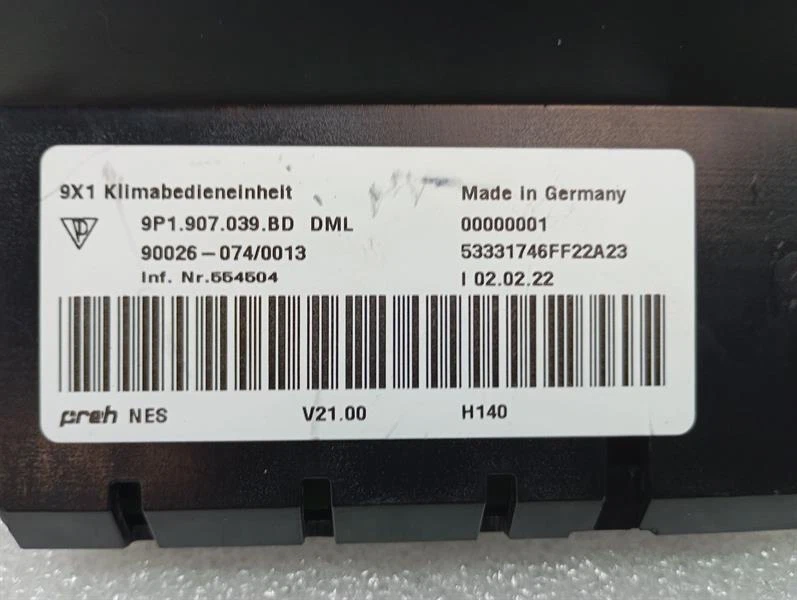 9X1 Klimabedieneinheit Made in Germany
9P1.907.039.BD DML 00000001
90026-074/0013 53331746FF22A23
Inf. Nr.554504 I 02.02.22
preh NES V21.00 H140